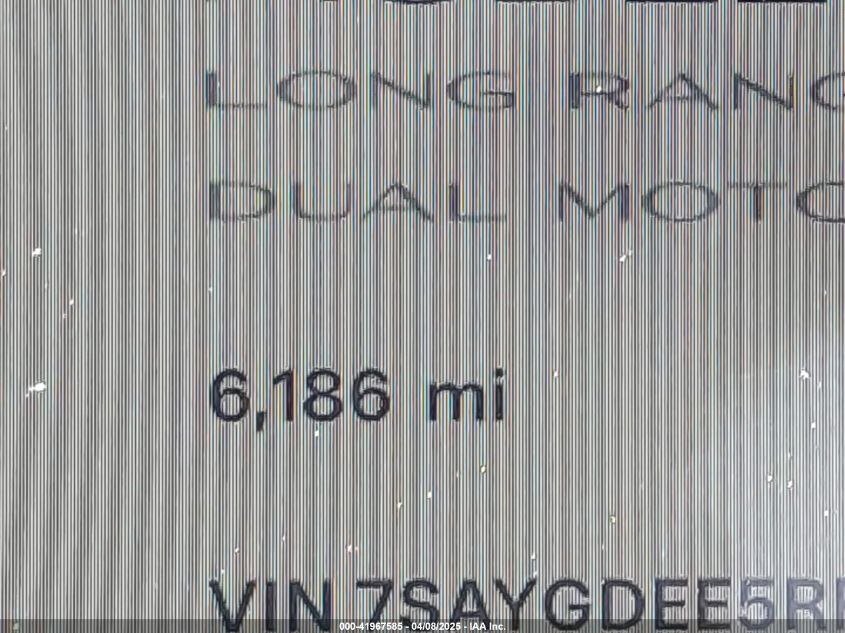 LONG RANG
DUAL MOTO
6,186 mi
VIN 7SAYGDEE5R
000-41967585 - 04/08/2025 - IAA Inc.